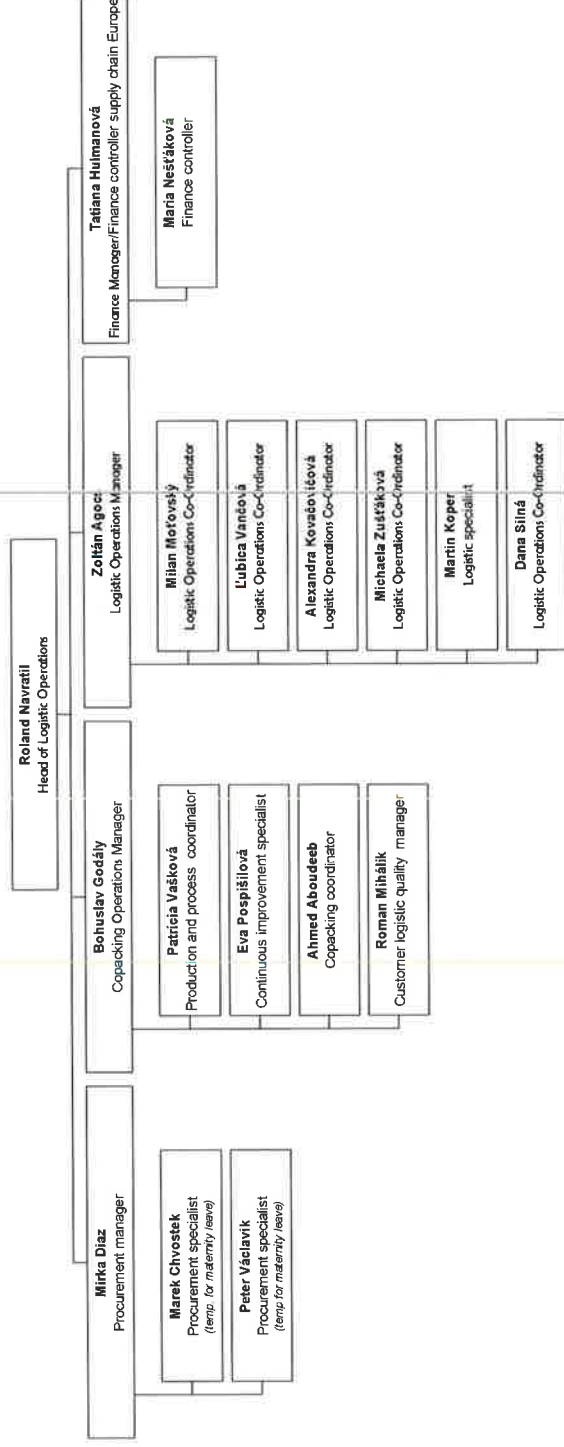 Roland Navratil
Head of Logistic Operations
Mirka Diaz
Procurement manager
Marek Chvostek
Procurement specialist
(temp. for maternity leave)
Peter Václavik
Procurement specialist
(temp for maternity leave)
Bohuslav Godály
Copacking Operations Manager
Patrícia Vašková
Production and process coordinator
Eva Pospišilová
Continuous improvement specialist
Ahmed Aboudeeb
Copacking coordinator
Roman Mihálik
Customer logistic quality manager
Zoltán Agocs
Logistic Operations Manager
Milan Moťovský
Logistic Operations Co-Ordinator
Ľubica Vančová
Logistic Operations Co-Ordinator
Alexandra Kovačovičová
Logistic Operations Co-Ordinator
Michaela Zušťáková
Logistic Operations Co-Ordinator
Martin Koper
Logistic specialist
Dana Silná
Logistic Operations Co-Ordinator
Tatiana Hulmanová
Finance Manager/Finance controller supply chain Europe
Maria Nešťáková
Finance controller